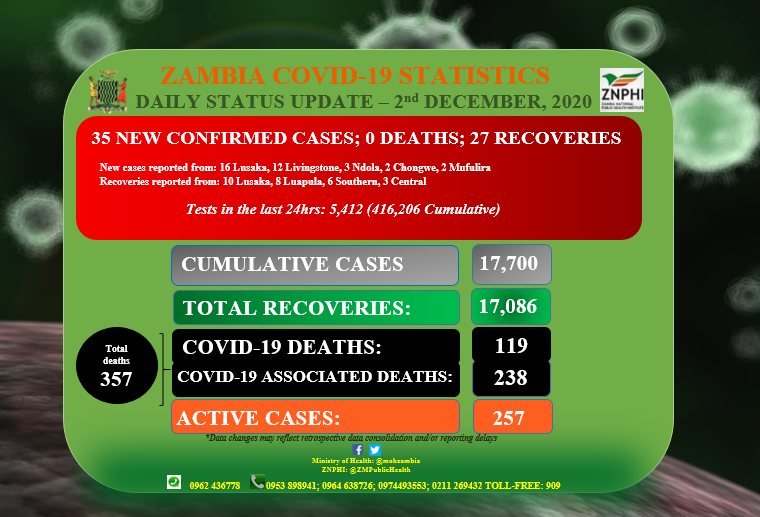 ZAMBIA COVID-19 STATISTICS
DAILY STATUS UPDATE – 2nd DECEMBER, 2020
ZNPHI
ZAMBIA NATIONAL
PUBLIC HEALTH INSTITUTE
35 NEW CONFIRMED CASES; 0 DEATHS; 27 RECOVERIES
New cases reported from: 16 Lusaka, 12 Livingstone, 3 Ndola, 2 Chongwe, 2 Mufulira
Recoveries reported from: 10 Lusaka, 8 Luapula, 6 Southern, 3 Central
Tests in the last 24hrs: 5,412 (416,206 Cumulative)
CUMULATIVE CASES 17,700
TOTAL RECOVERIES: 17,086
Total
deaths
357
COVID-19 DEATHS: 119
COVID-19 ASSOCIATED DEATHS: 238
ACTIVE CASES: 257
*Data changes may reflect retrospective data consolidation and/or reporting delays
Ministry of Health: @mohzambia
ZNPHI: @ZMPublicHealth
0962 436778 0953 898941; 0964 638726; 0974493553; 0211 269432 TOLL-FREE: 909